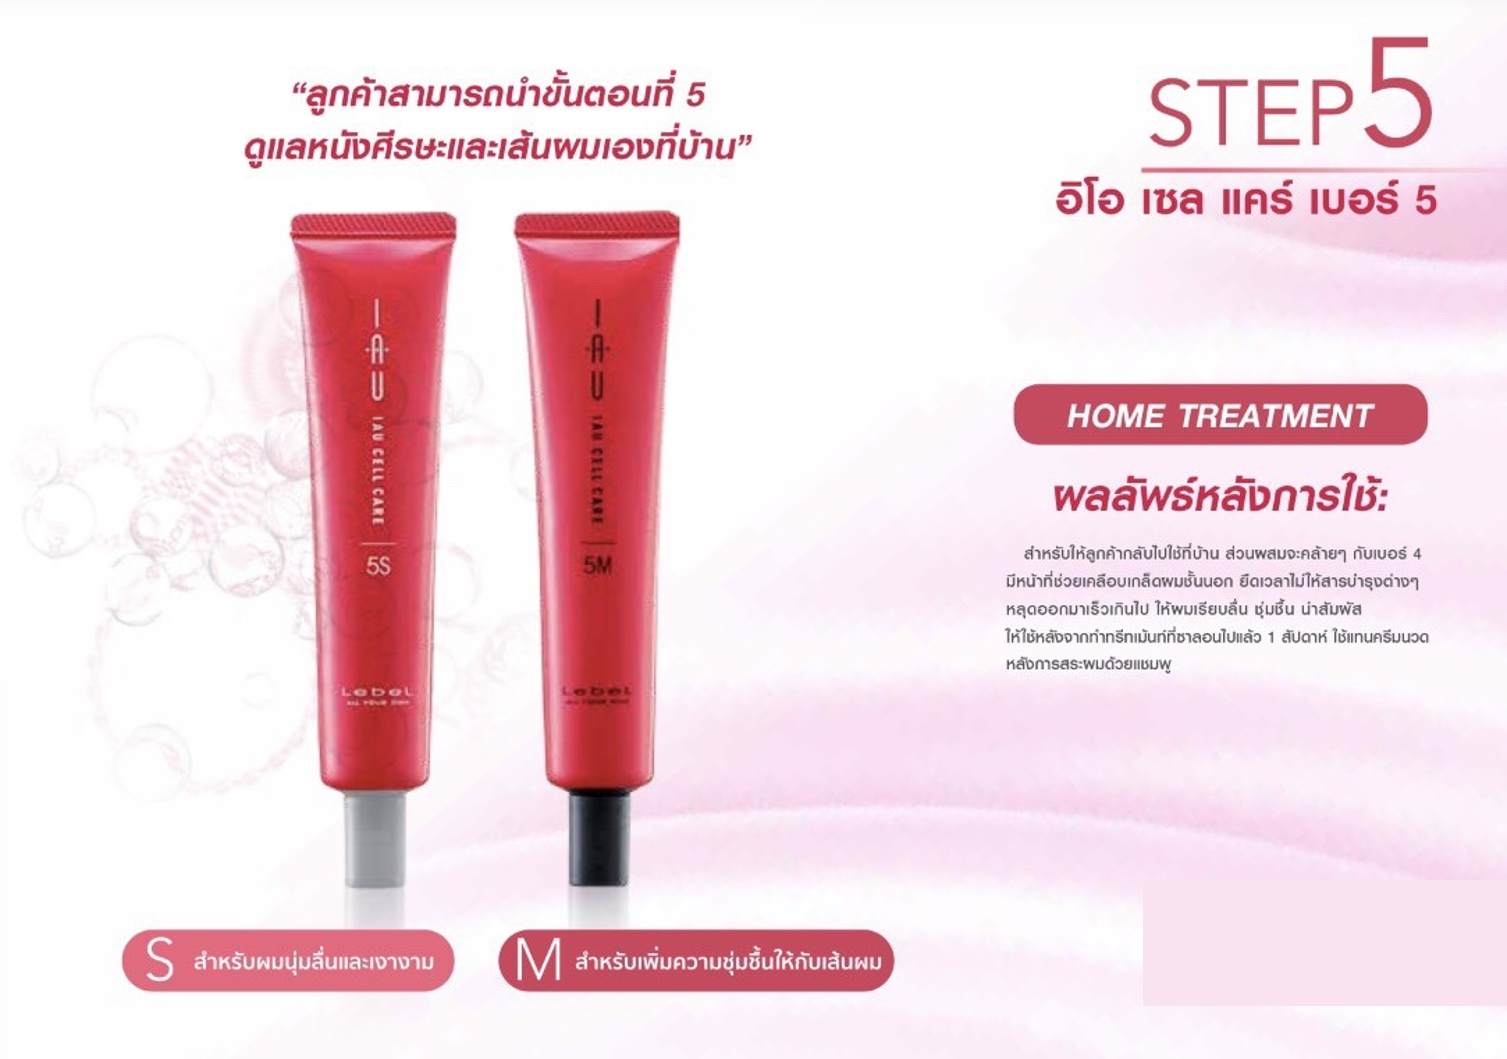 “ลูกค้าสามารถนำขั้นตอนที่ 5
ดูแลหนังศีรษะและเส้นผมเองที่บ้าน”
STEP5
อิโอ เซล แคร์ เบอร์ 5
IAU
IAU CELL CARE
5S
LebeL
IAU
IAU CELL CARE
5M
LebeL
HOME TREATMENT
ผลลัพธ์หลังการใช้:
สำหรับให้ลูกค้ากลับไปใช้ที่บ้าน ส่วนผสมจะคล้ายๆ กับเบอร์ 4
มีหน้าที่ช่วยเคลือบเกล็ดผมชั้นนอก ยืดเวลาไม่ให้สารบำรุงต่างๆ
หลุดออกมาเร็วเกินไป ให้ผมเรียบลื่น ชุ่มชื้น น่าสัมผัส
ให้ใช้หลังจากทำทรีทเม้นท์ที่ซาลอนไปแล้ว 1 สัปดาห์ ใช้แทนครีมนวด
หลังการสระผมด้วยแชมพู
S สำหรับผมนุ่มลื่นและเงางาม
M สำหรับเพิ่มความชุ่มชื้นให้กับเส้นผม